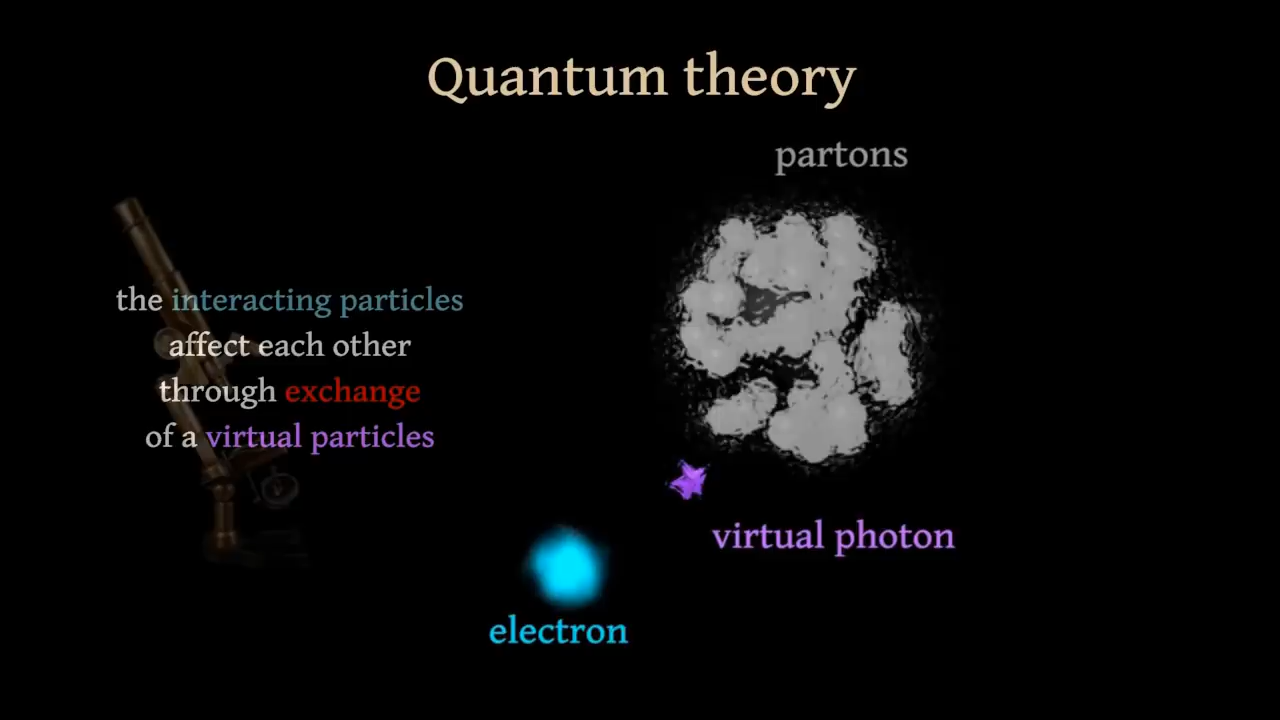 Quantum theory
partons
the interacting particles
affect each other
through exchange
of a virtual particles
virtual photon
electron